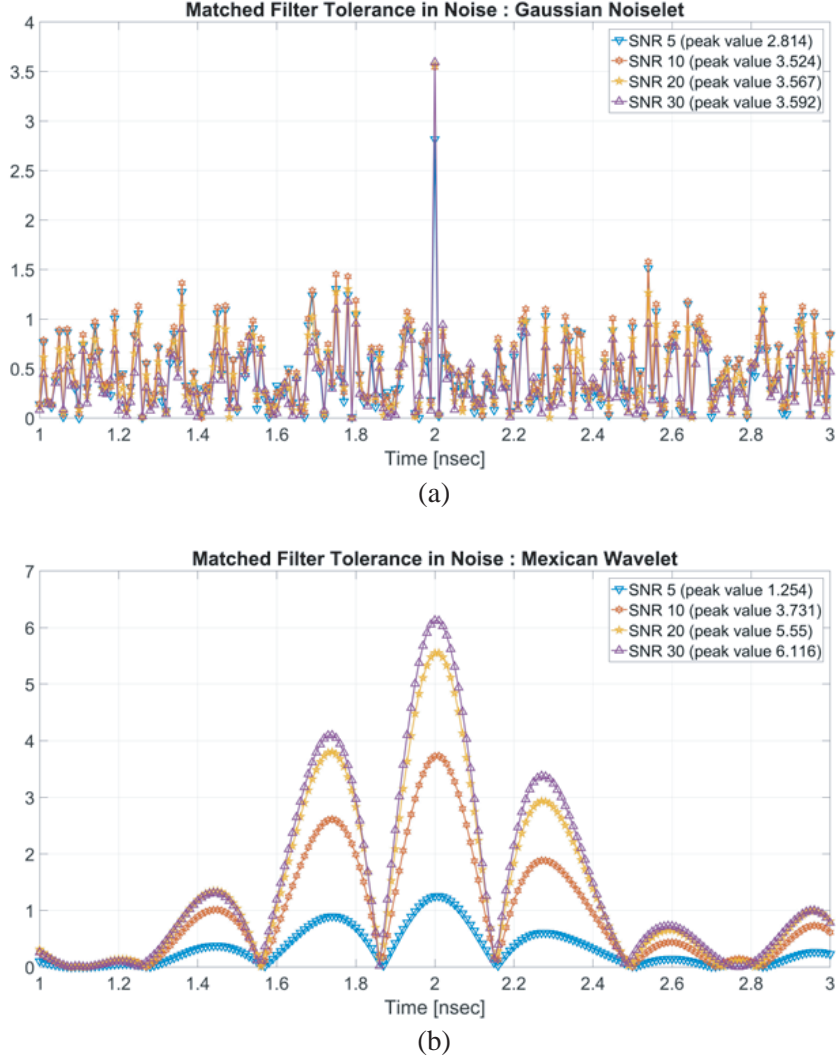 Matched Filter Tolerance in Noise : Gaussian Noiselet
4
3.5
3
2.5
2
1.5
1
0.5
0
SNR 5 (peak value 2.814)
SNR 10 (peak value 3.524)
SNR 20 (peak value 3.567)
SNR 30 (peak value 3.592)
1 1.2 1.4 1.6 1.8 2 2.2 2.4 2.6 2.8 3
Time [nsec]
(a)
Matched Filter Tolerance in Noise : Mexican Wavelet
7
6
5
4
3
2
1
0
SNR 5 (peak value 1.254)
SNR 10 (peak value 3.731)
SNR 20 (peak value 5.55)
SNR 30 (peak value 6.116)
1 1.2 1.4 1.6 1.8 2 2.2 2.4 2.6 2.8 3
Time [nsec]
(b)